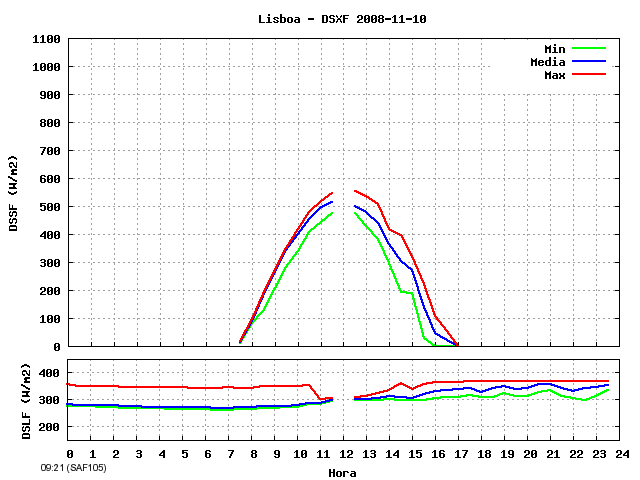 Lisboa - DSXF 2008-11-10
1100
1000
900
800
700
600
500
400
300
200
100
0
DSSF (W/m2)
Min
Media
Max
400
300
200
DSLF (W/m2)
0 1 2 3 4 5 6 7 8 9 10 11 12 13 14 15 16 17 18 19 20 21 22 23 24
Hora
09:21 (SAF105)